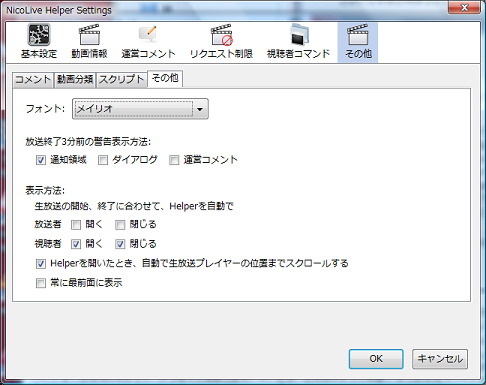 NicoLive Helper Settings
基本設定 動画情報 運営コメント リクエスト制限 視聴者コマンド その他
コメント 動画分類 スクリプト その他
フォント: メイリオ
放送終了3分前の警告表示方法:
通知領域 ダイアログ 運営コメント
表示方法:
生放送の開始、終了に合わせて、Helperを自動で
放送者 開く 閉じる
視聴者 開く 閉じる
Helperを開いたとき、自動で生放送プレイヤーの位置までスクロールする
常に最前面に表示
OK キャンセル